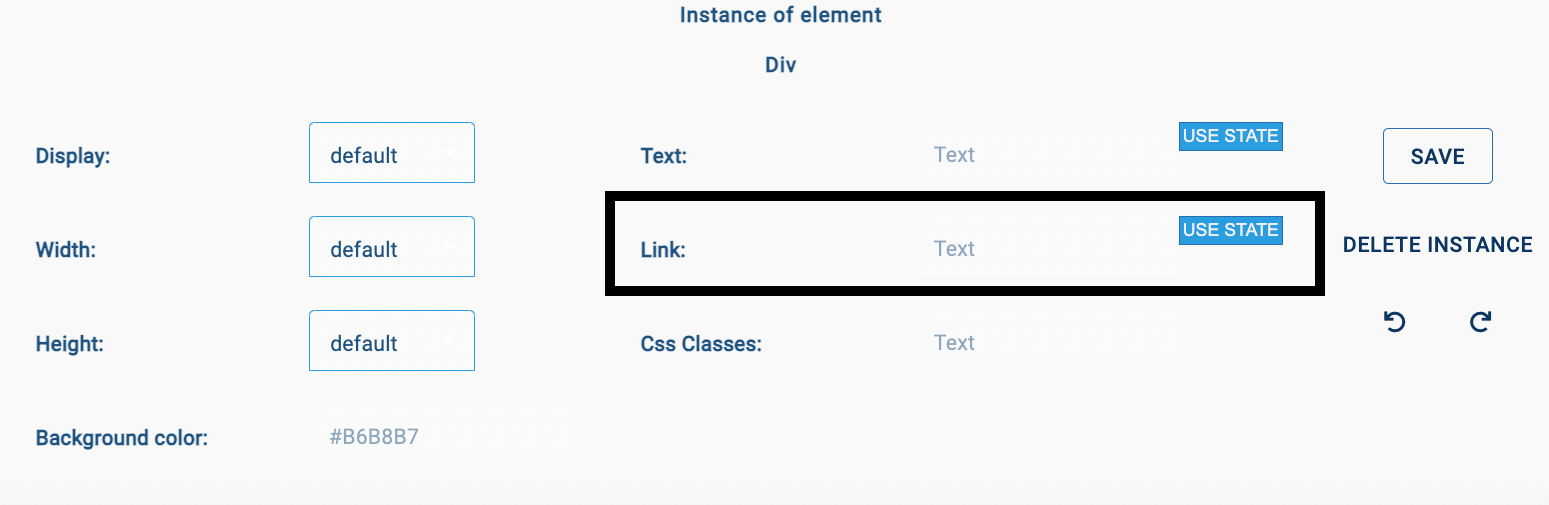 Instance of element
Div
Display: default Text: Text USE STATE SAVE
Width: default Link: Text USE STATE DELETE INSTANCE
Height: default Css Classes: Text
Background color: #B6B8B7